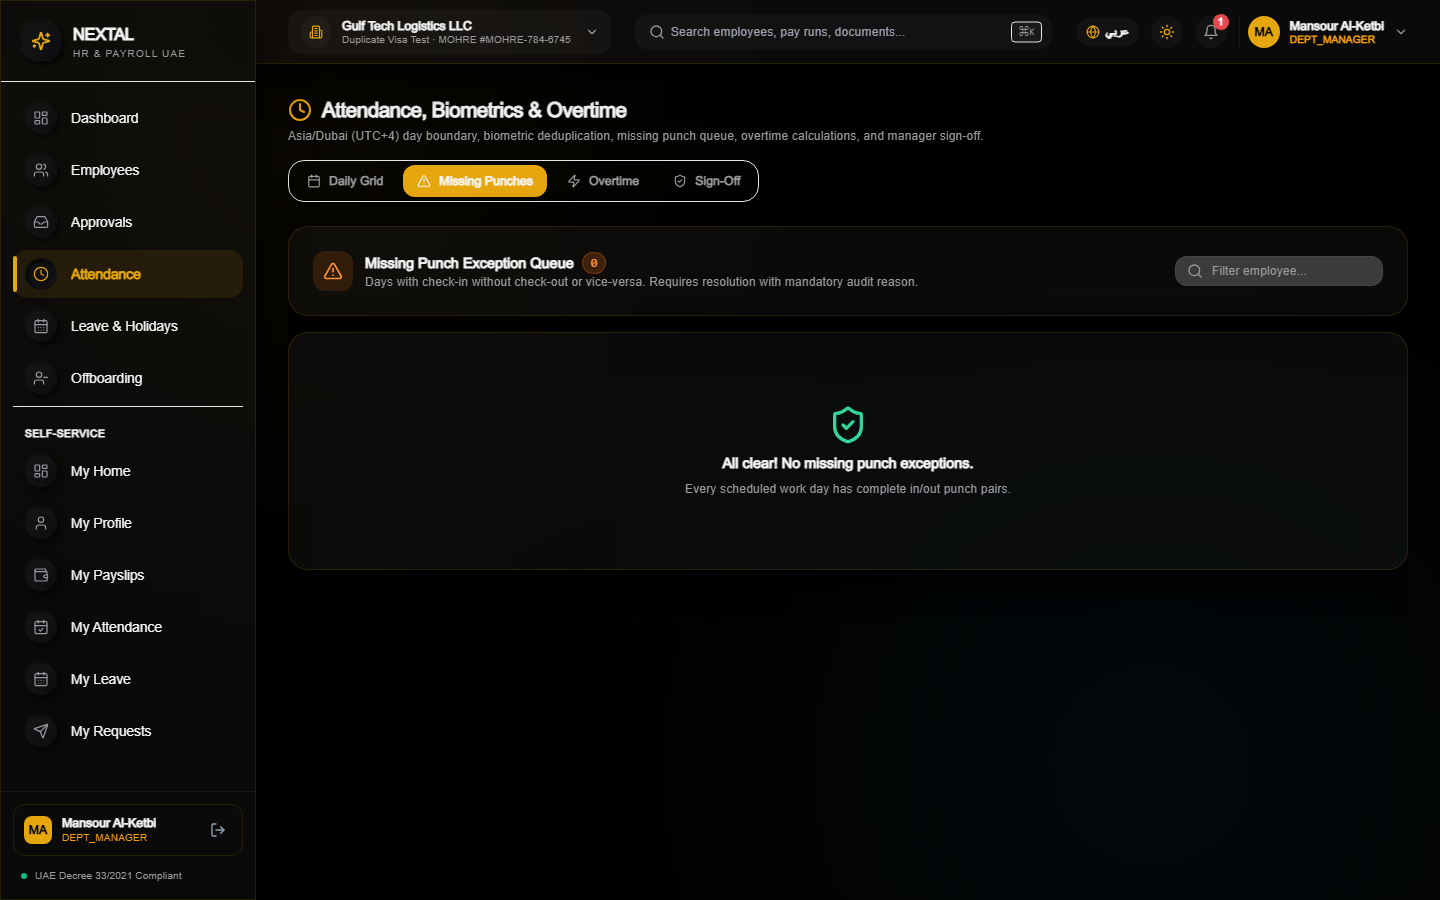 NEXTAL
HR & PAYROLL UAE
Dashboard
Employees
Approvals
Attendance
Leave & Holidays
Offboarding
SELF-SERVICE
My Home
My Profile
My Payslips
My Attendance
My Leave
My Requests
MA
Mansour Al-Ketbi
DEPT_MANAGER
UAE Decree 33/2021 Compliant
Gulf Tech Logistics LLC
Duplicate Visa Test · MOHRE #MOHRE-784-6745
Search employees, pay runs, documents...
⌘K
عربي
1
MA
Mansour Al-Ketbi
DEPT_MANAGER
Attendance, Biometrics & Overtime
Asia/Dubai (UTC+4) day boundary, biometric deduplication, missing punch queue, overtime calculations, and manager sign-off.
Daily Grid
Missing Punches
Overtime
Sign-Off
Missing Punch Exception Queue 0
Days with check-in without check-out or vice-versa. Requires resolution with mandatory audit reason.
Filter employee...
All clear! No missing punch exceptions.
Every scheduled work day has complete in/out punch pairs.